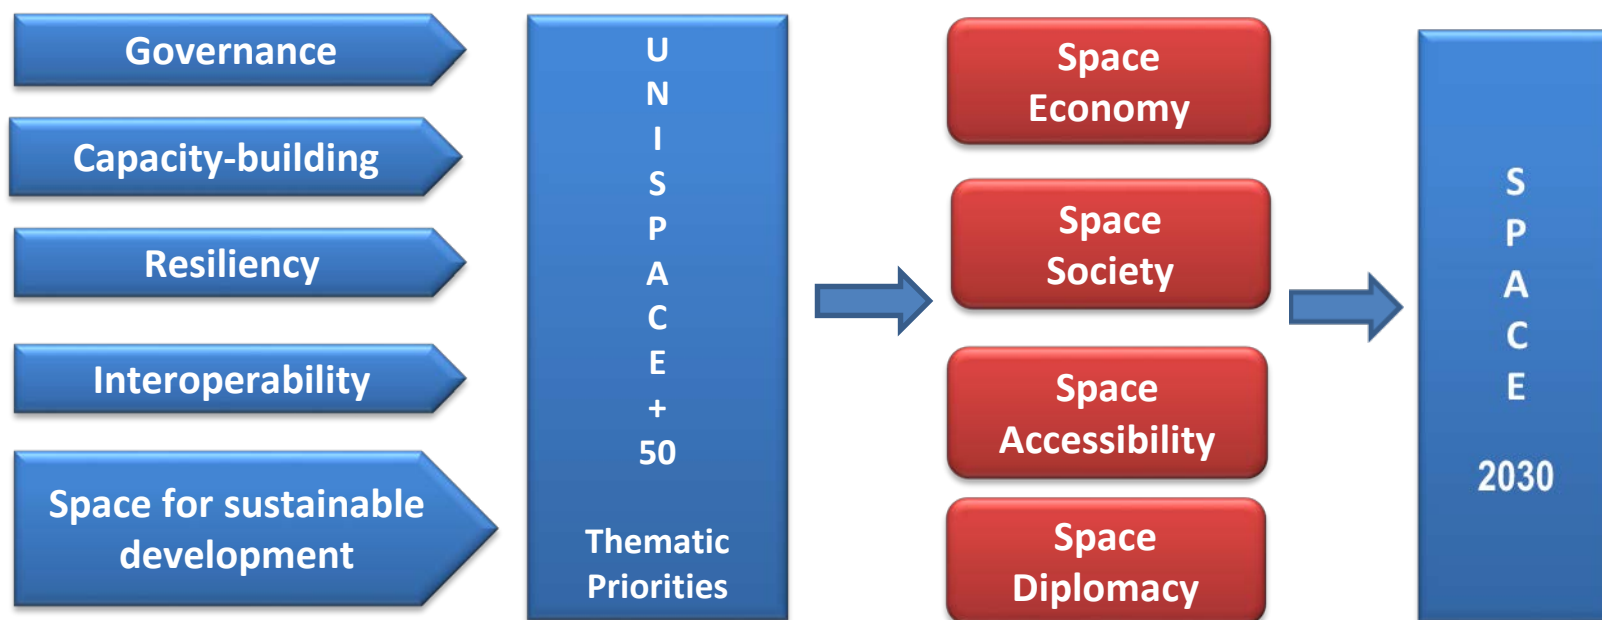 Governance
Capacity-building
Resiliency
Interoperability
Space for sustainable
development
U
N
I
S
P
A
C
E
+
50
Thematic
Priorities
Space
Economy
Space
Society
Space
Accessibility
Space
Diplomacy
S
P
A
C
E
2030